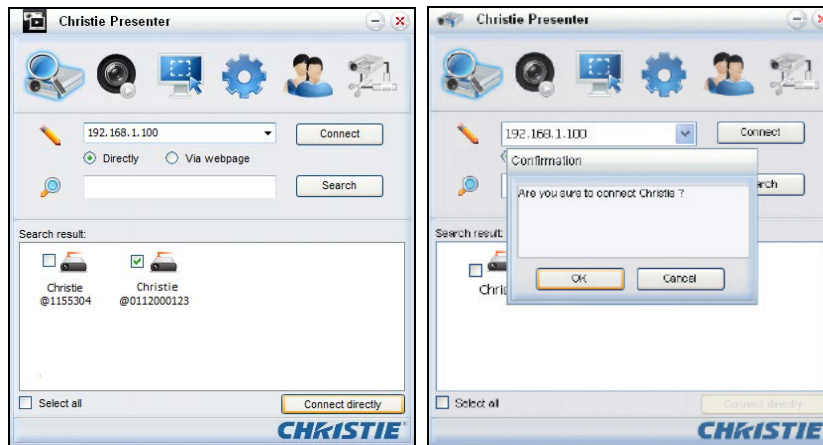 Christie Presenter
192.168.1.100
Connect
Directly
Via webpage
Search
Search result:
Christie
@1155304
Christie
@0112000123
Select all
Connect directly
CHRISTIE
Christie Presenter
192.168.1.100
Connect
Confirmation
Are you sure to connect Christie ?
OK
Cancel
Search result:
Select all
Connect directly
CHRISTIE